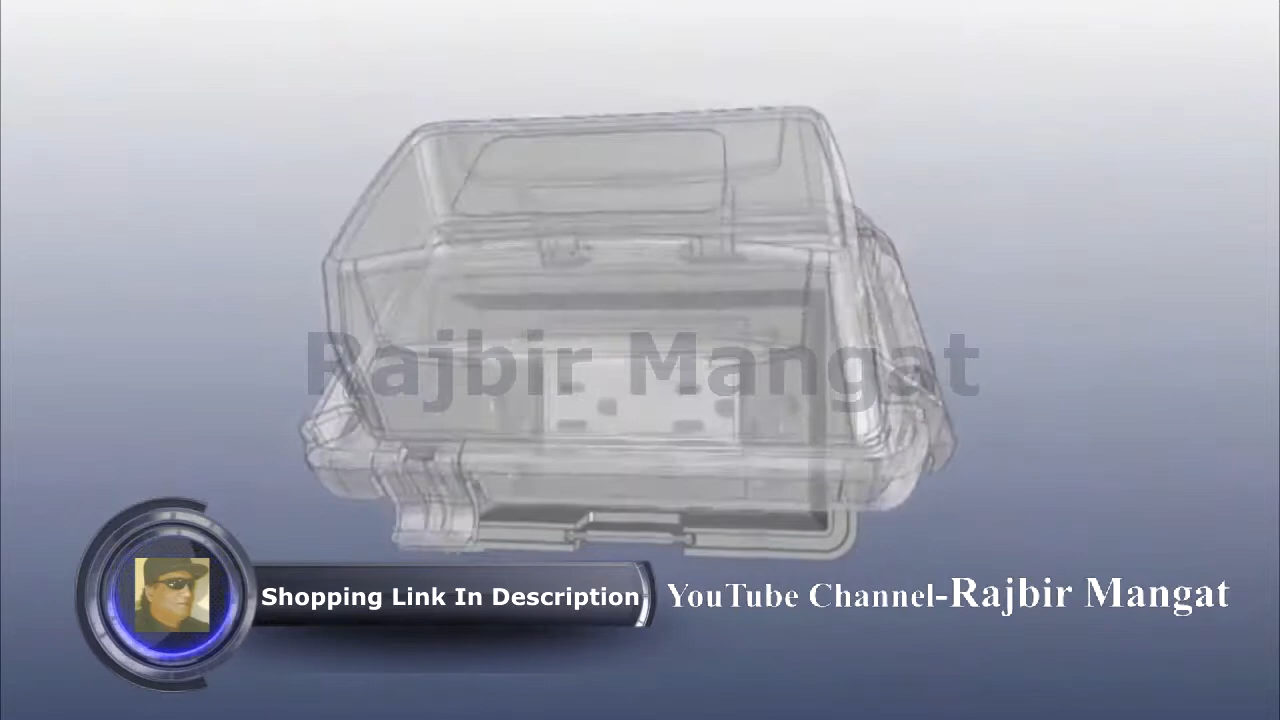 Rajbir Mangat
Shopping Link In Description
YouTube Channel-Rajbir Mangat